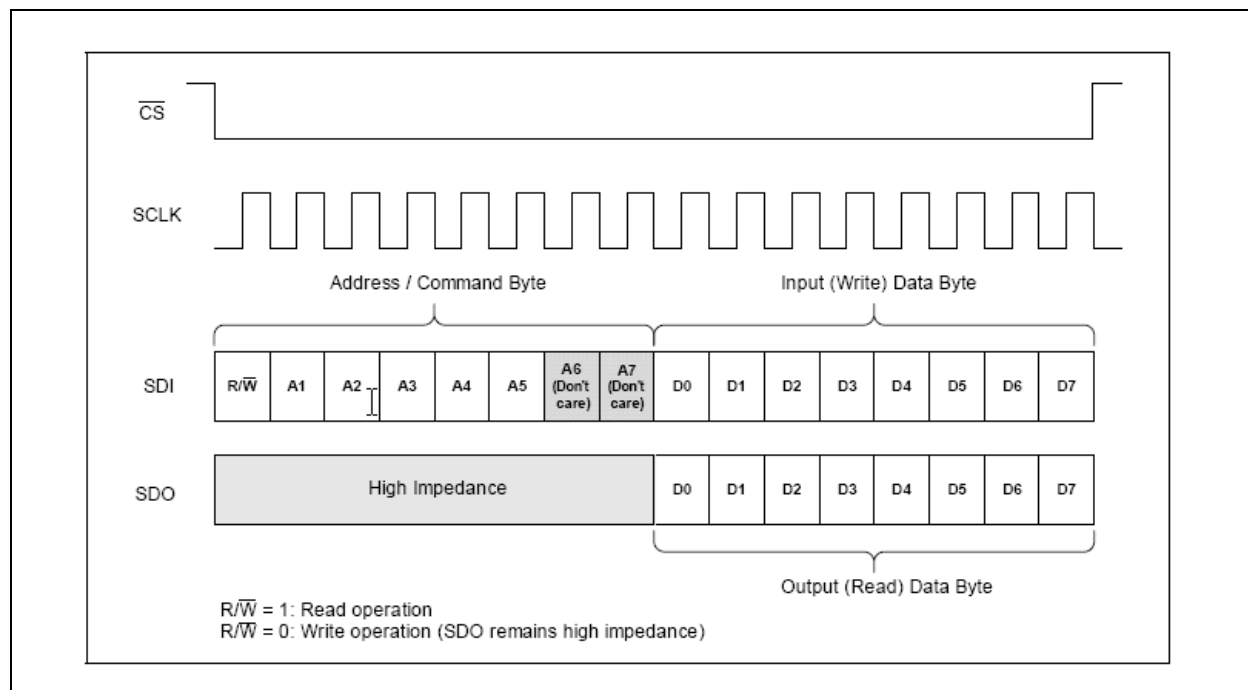 CS
SCLK
Address / Command Byte
Input (Write) Data Byte
SDI
R/W A1 A2 A3 A4 A5 A6 (Don't care) A7 (Don't care) D0 D1 D2 D3 D4 D5 D6 D7
SDO
High Impedance
D0 D1 D2 D3 D4 D5 D6 D7
Output (Read) Data Byte
R/W = 1: Read operation
R/W = 0: Write operation (SDO remains high impedance)